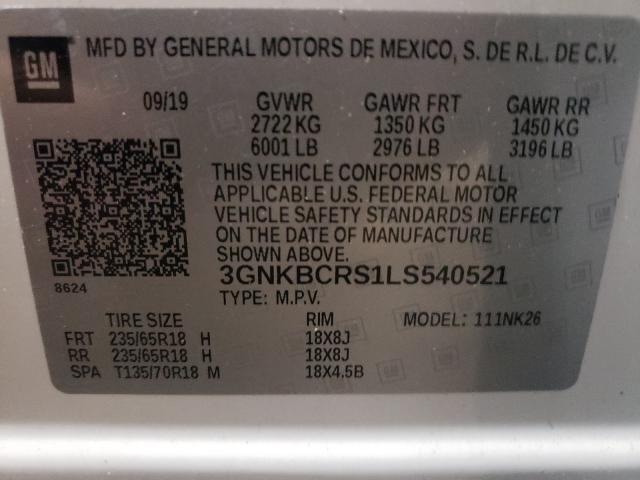 GM MFD BY GENERAL MOTORS DE MEXICO, S. DE R.L. DE C.V.
09/19 GVWR GAWR FRT GAWR RR
2722 KG 1350 KG 1450 KG
6001 LB 2976 LB 3196 LB
THIS VEHICLE CONFORMS TO ALL
APPLICABLE U.S. FEDERAL MOTOR
VEHICLE SAFETY STANDARDS IN EFFECT
ON THE DATE OF MANUFACTURE
SHOWN ABOVE.
8624
3GNKBCRS1LS540521
TYPE: M.P.V.
TIRE SIZE RIM MODEL: 111NK26
FRT 235/65R18 H 18X8J
RR 235/65R18 H 18X8J
SPA T135/70R18 M 18X4.5B